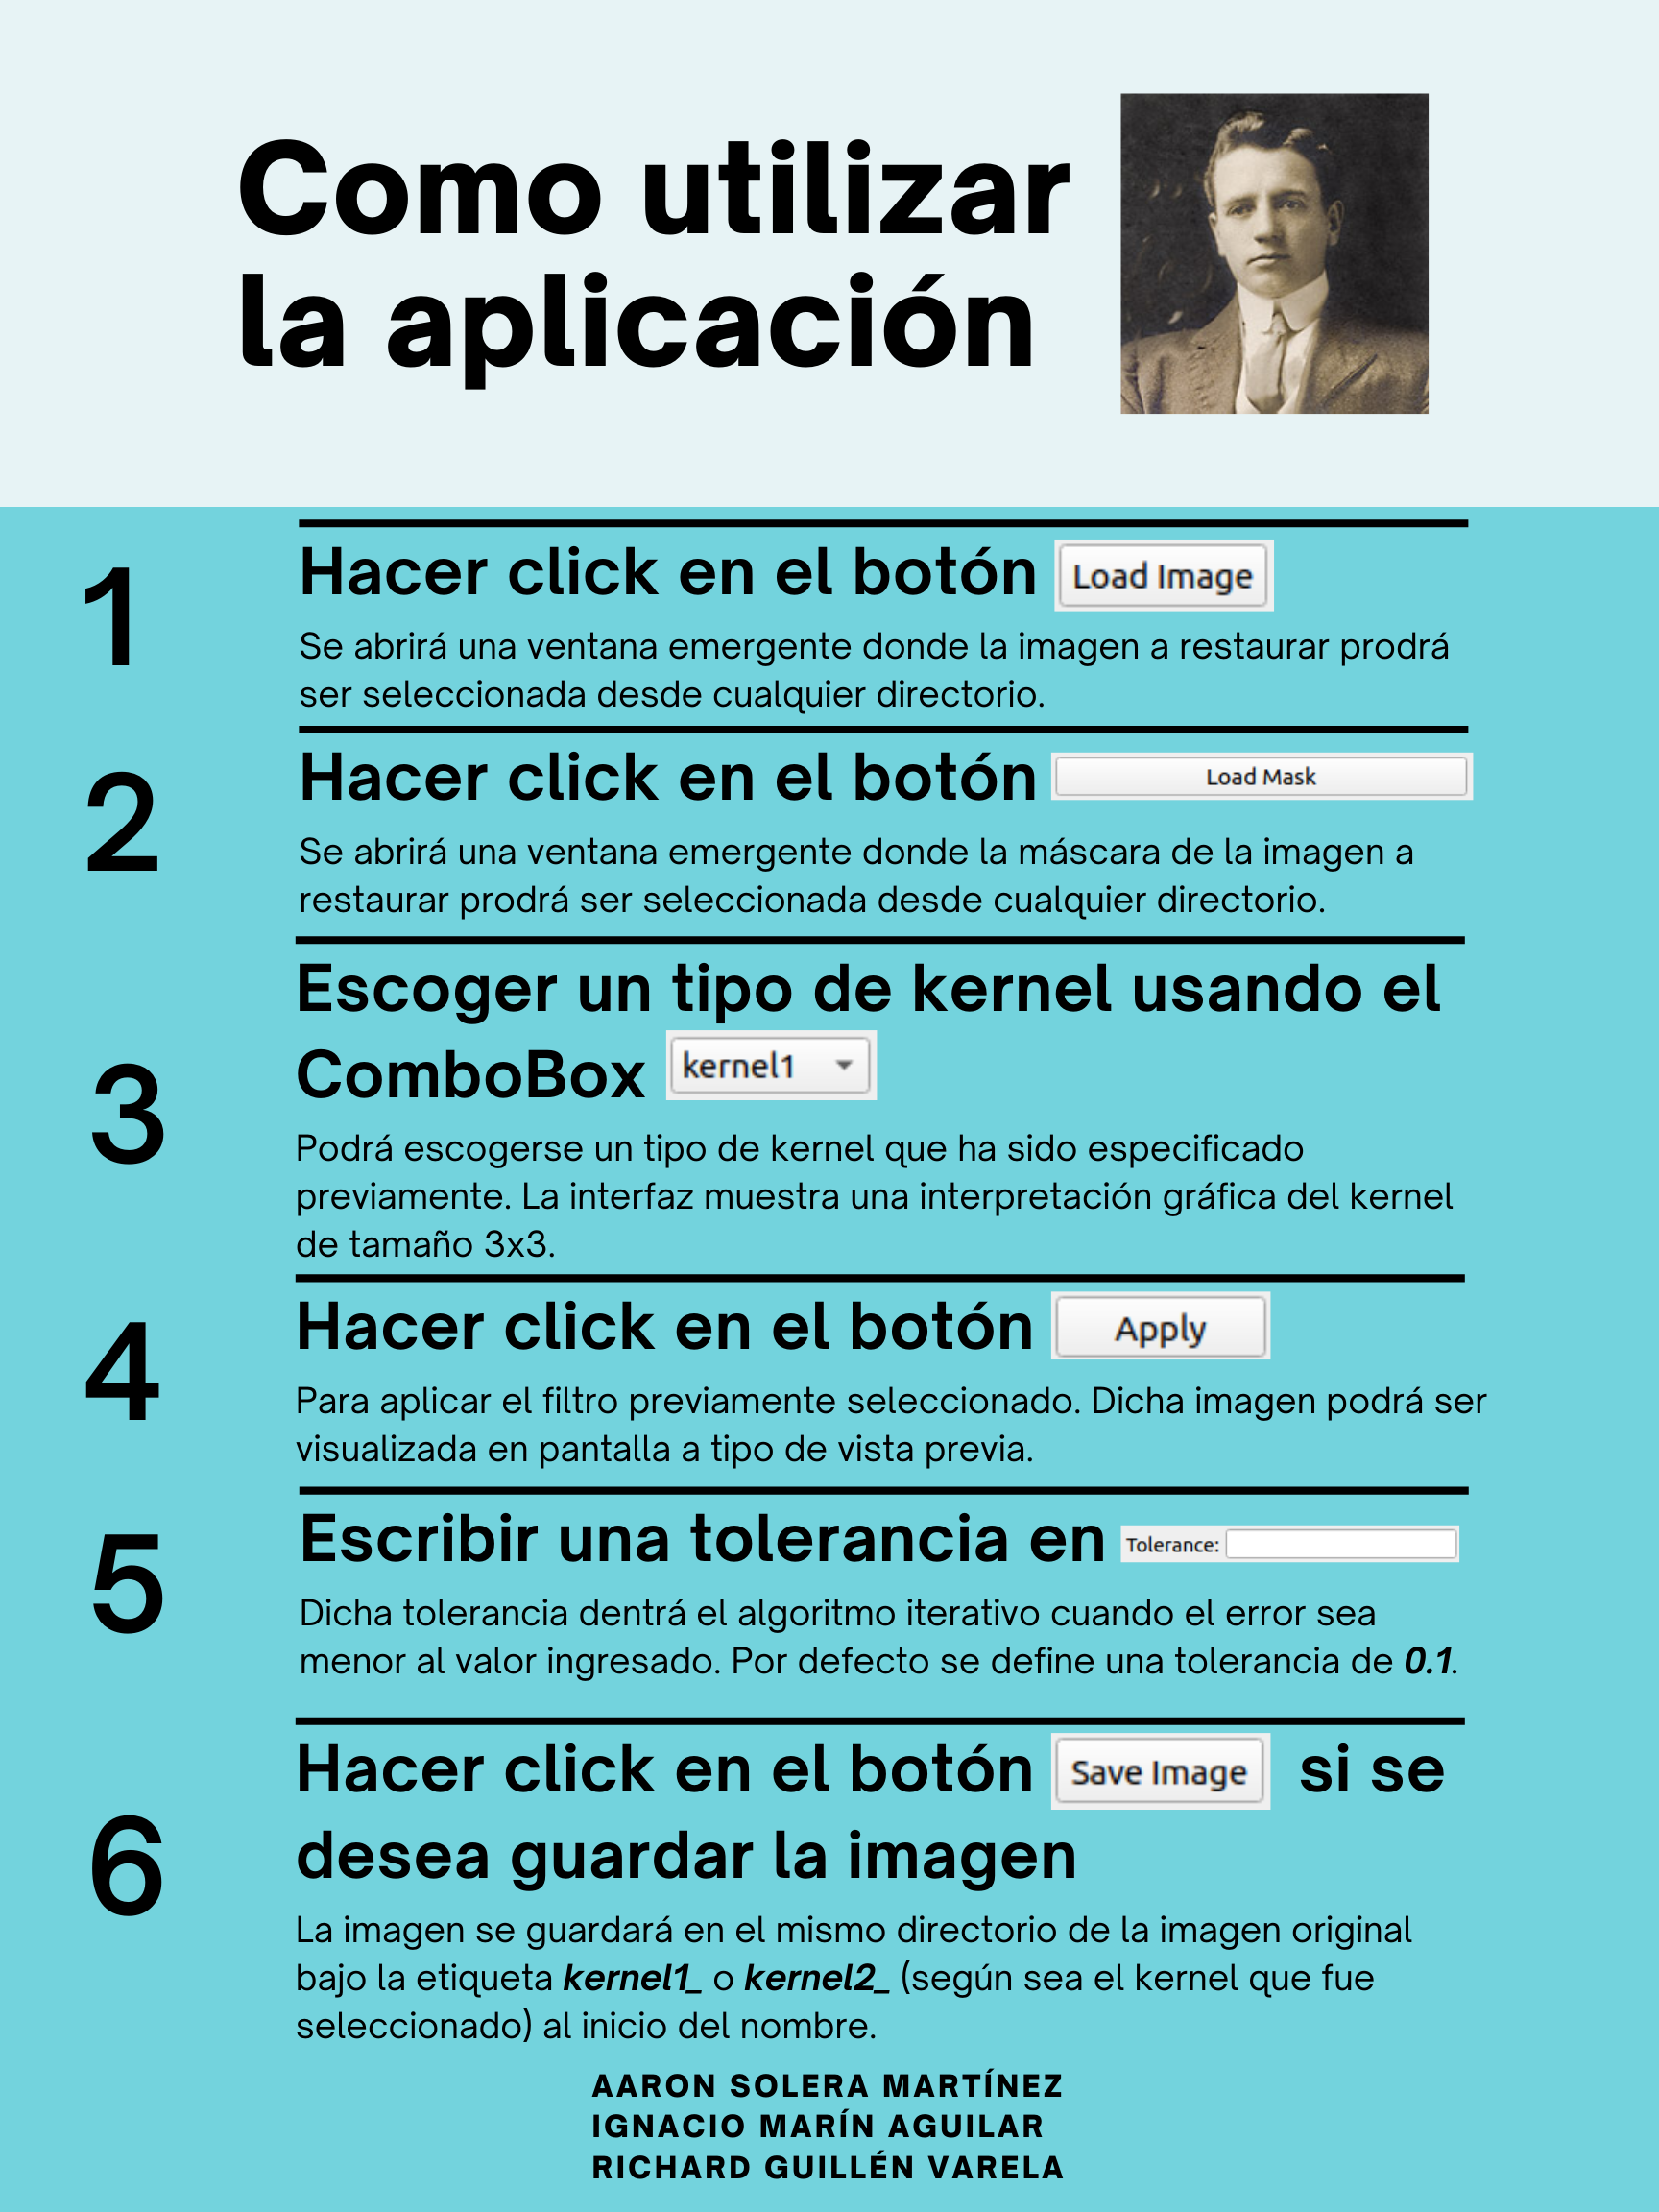 Como utilizar
la aplicación
1
Hacer click en el botón Load Image
Se abrirá una ventana emergente donde la imagen a restaurar prodrá
ser seleccionada desde cualquier directorio.
2
Hacer click en el botón Load Mask
Se abrirá una ventana emergente donde la máscara de la imagen a
restaurar prodrá ser seleccionada desde cualquier directorio.
3
Escoger un tipo de kernel usando el
ComboBox kernel1
Podrá escogerse un tipo de kernel que ha sido especificado
previamente. La interfaz muestra una interpretación gráfica del kernel
de tamaño 3x3.
4
Hacer click en el botón Apply
Para aplicar el filtro previamente seleccionado. Dicha imagen podrá ser
visualizada en pantalla a tipo de vista previa.
5
Escribir una tolerancia en Tolerance:
Dicha tolerancia dentrá el algoritmo iterativo cuando el error sea
menor al valor ingresado. Por defecto se define una tolerancia de 0.1.
6
Hacer click en el botón Save Image si se
desea guardar la imagen
La imagen se guardará en el mismo directorio de la imagen original
bajo la etiqueta kernel1_ o kernel2_ (según sea el kernel que fue
seleccionado) al inicio del nombre.
AARON SOLERA MARTÍNEZ
IGNACIO MARÍN AGUILAR
RICHARD GUILLÉN VARELA